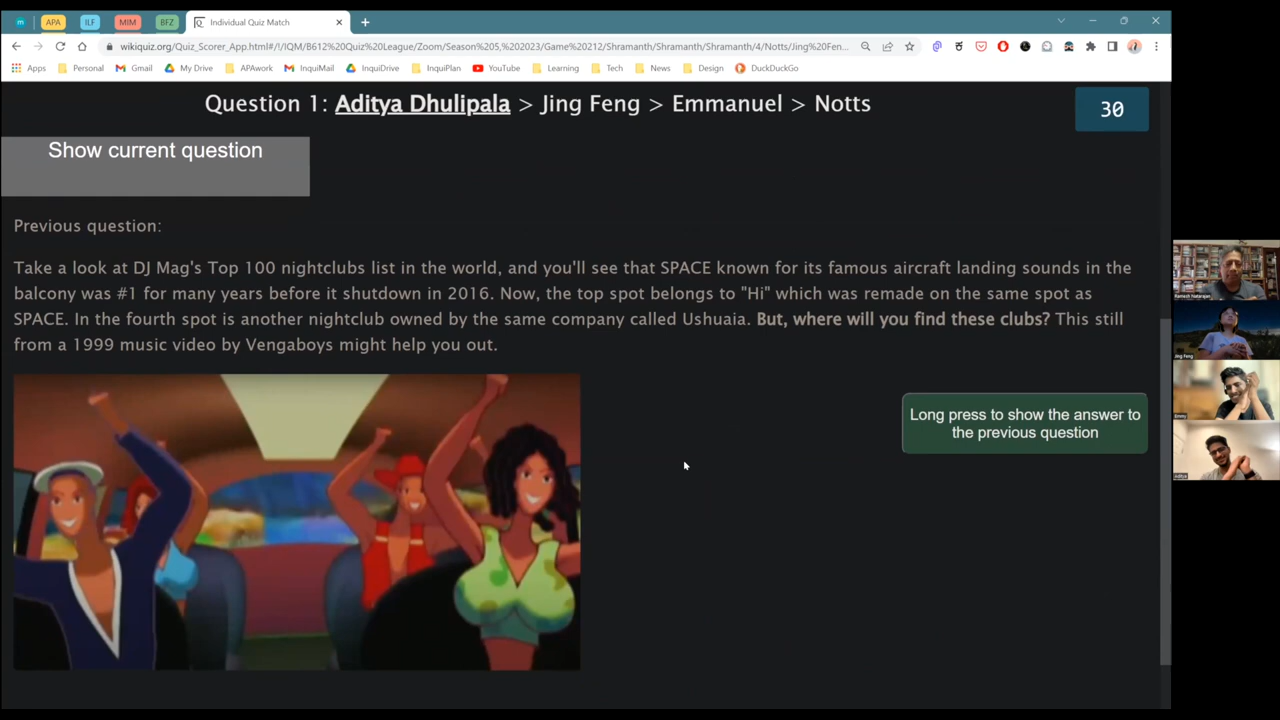 APA
ILF
MIM
BFZ
Individual Quiz Match
wikiquiz.org/Quiz_Scorer_App.html#/!/IQM/B612%20Quiz%20League/Zoom/Season%205,%202023/Game%20212/Shramanth/Shramanth/Shramanth/4/Notts/Jing%20Fen...
Apps
Personal
Gmail
My Drive
APAwork
InquiMail
InquiDrive
InquiPlan
YouTube
Learning
Tech
News
Design
DuckDuckGo
Question 1: Aditya Dhulipala > Jing Feng > Emmanuel > Notts
30
Show current question
Previous question:
Take a look at DJ Mag's Top 100 nightclubs list in the world, and you'll see that SPACE known for its famous aircraft landing sounds in the
balcony was #1 for many years before it shutdown in 2016. Now, the top spot belongs to "Hi" which was remade on the same spot as
SPACE. In the fourth spot is another nightclub owned by the same company called Ushuaia. But, where will you find these clubs? This still
from a 1999 music video by Vengaboys might help you out.
Long press to show the answer to
the previous question
Ramesh Natarajan
Jing Feng
Emmy
Aditya